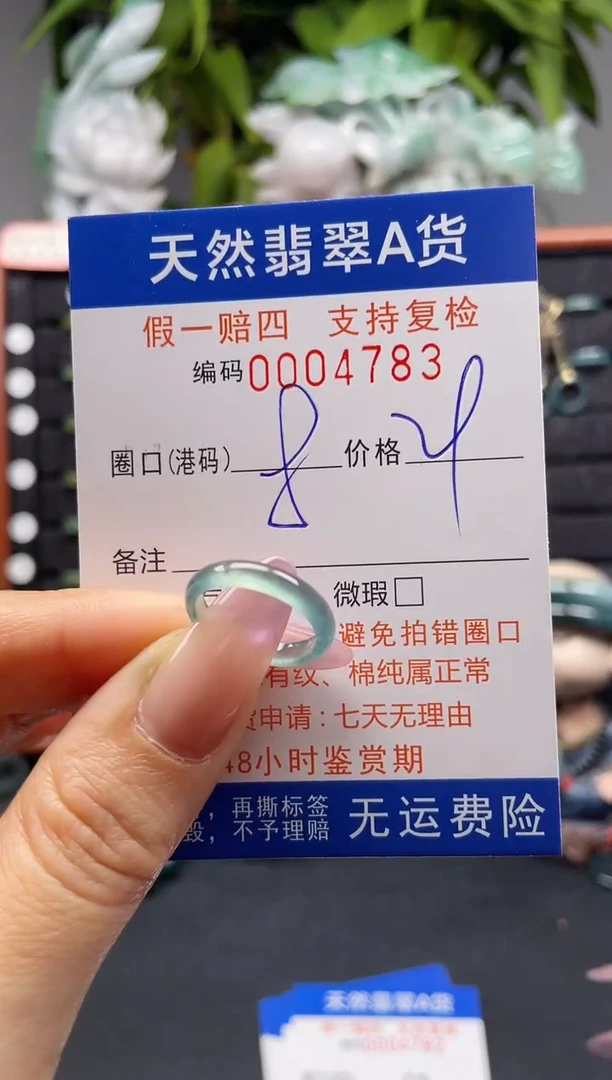 天然翡翠A货
假一赔四 支持复检
编码0004783
圈口(港码) 8 价格
备注
微瑕□
避免拍错圈口
有纹、棉纯属正常
申请:七天无理由
48小时鉴赏期
,再撕标签
毁,不予理赔
无运费险
天然翡翠A货